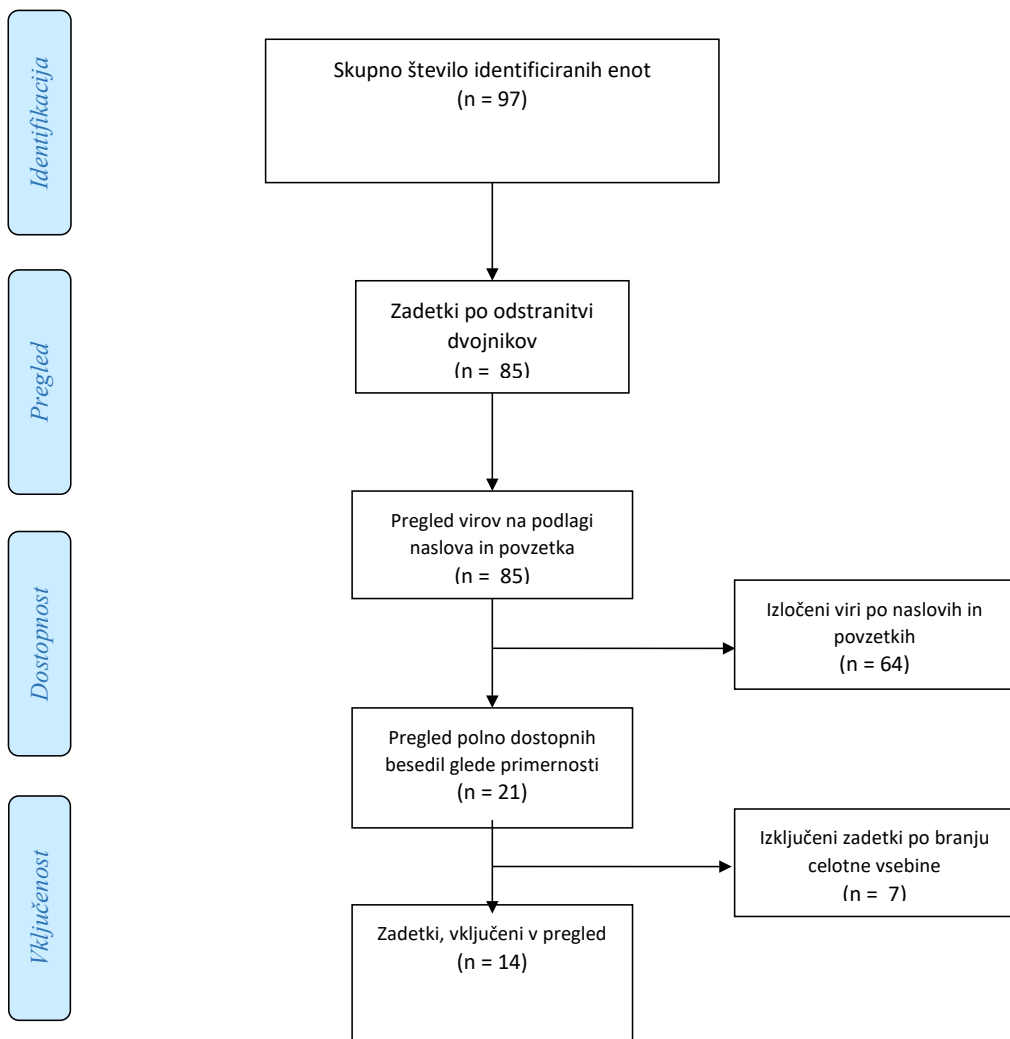 Identifikacija
Skupno število identificiranih enot
(n = 97)
Pregled
Zadetki po odstranitvi
dvojnikov
(n = 85)
Dostopnost
Pregled virov na podlagi
naslova in povzetka
(n = 85)
Izločeni viri po naslovih in
povzetkih
(n = 64)
Pregled polno dostopnih
besedil glede primernosti
(n = 21)
Vključenost
Izključeni zadetki po branju
celotne vsebine
(n = 7)
Zadetki, vključeni v pregled
(n = 14)